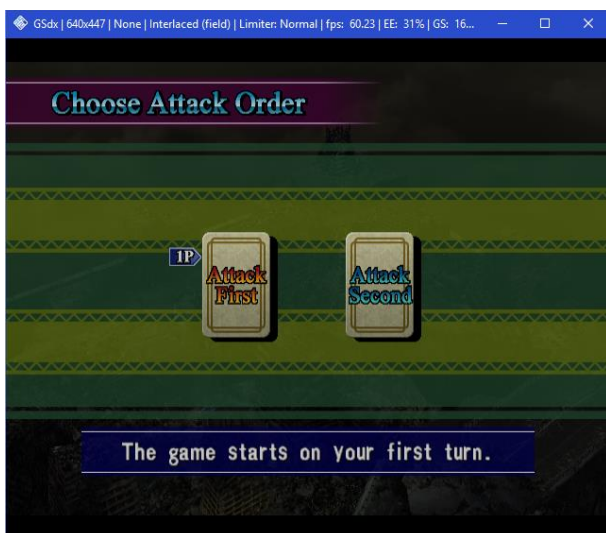 GSdx | 640x447 | None | Interlaced (field) | Limiter: Normal | fps: 60.23 | EE: 31% | GS: 16...
Choose Attack Order
1P
Attack
First
Attack
Second
The game starts on your first turn.